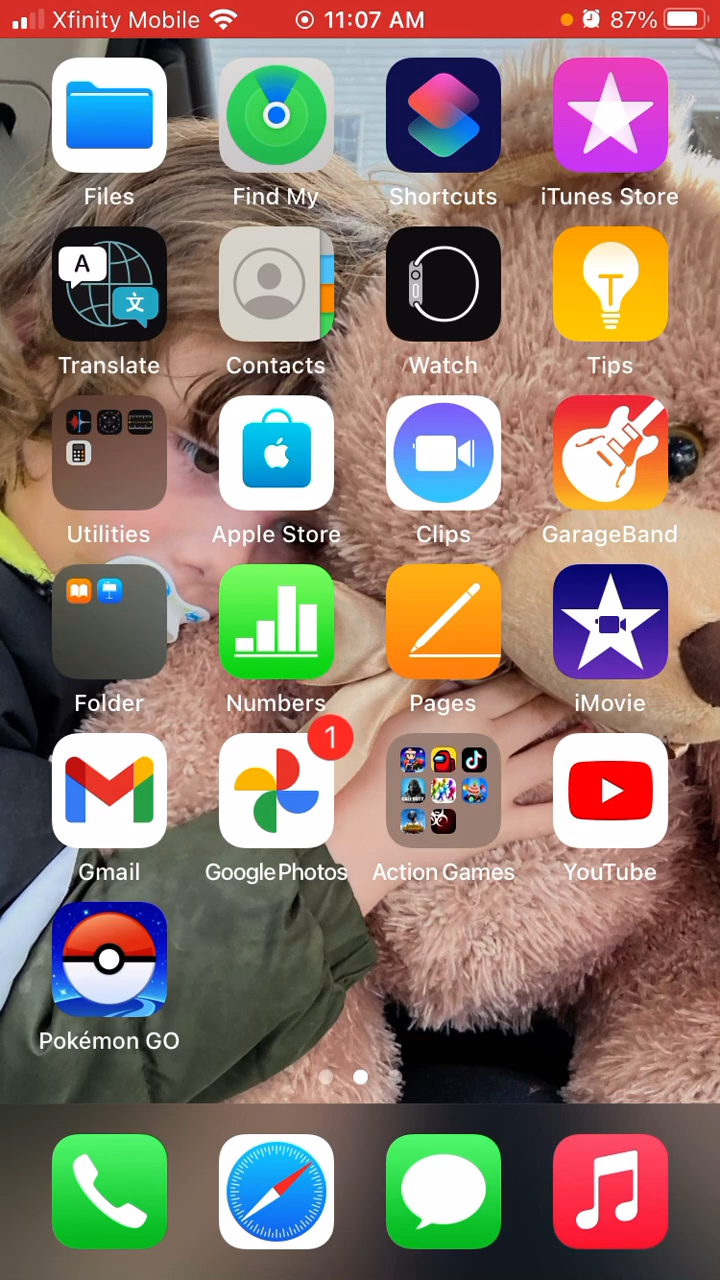 Xfinity Mobile 11:07 AM 87%
Files Find My Shortcuts iTunes Store
A 文
Translate Contacts Watch Tips
Utilities Apple Store Clips GarageBand
Folder Numbers Pages iMovie
1
Gmail Google Photos Action Games YouTube
Pokémon GO